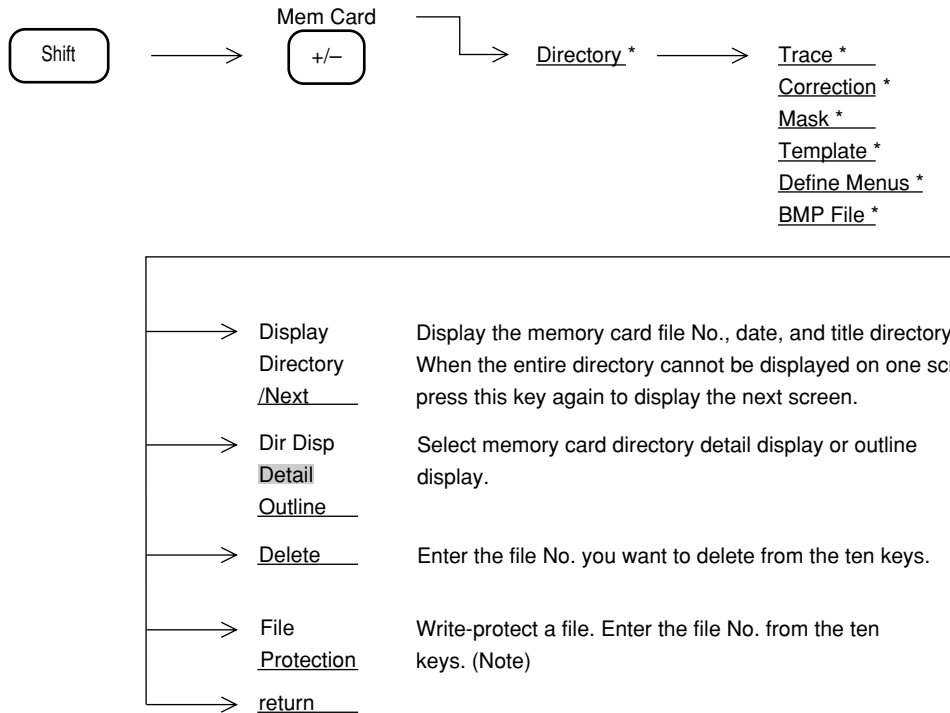 Mem Card
Shift
+/−
Directory *
Trace *
Correction *
Mask *
Template *
Define Menus *
BMP File *
Display
Directory
/Next
Display the memory card file No., date, and title directory
When the entire directory cannot be displayed on one
press this key again to display the next screen.
Dir Disp
Detail
Outline
Select memory card directory detail display or outline
display.
Delete
Enter the file No. you want to delete from the ten keys.
File
Protection
Write-protect a file. Enter the file No. from the ten
keys. (Note)
return